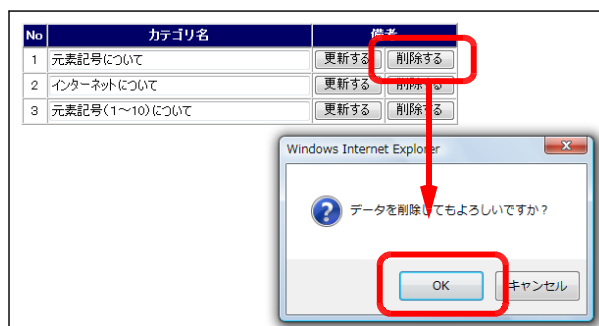 No カテゴリ名 備考
1 元素記号について 更新する 削除する
2 インターネットについて 更新する 削除する
3 元素記号(1～10)について 更新する 削除する
Windows Internet Explorer
データを削除してもよろしいですか?
OK キャンセル